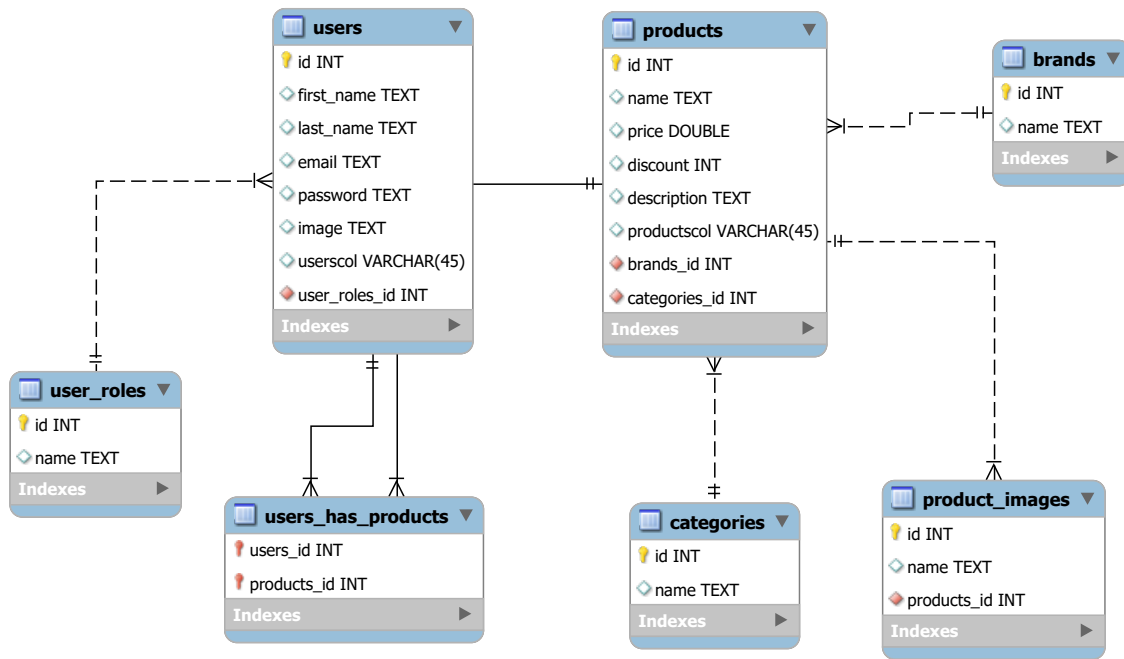 users
id INT
first_name TEXT
last_name TEXT
email TEXT
password TEXT
image TEXT
userscol VARCHAR(45)
user_roles_id INT
Indexes
products
id INT
name TEXT
price DOUBLE
discount INT
description TEXT
productscol VARCHAR(45)
brands_id INT
categories_id INT
Indexes
brands
id INT
name TEXT
Indexes
user_roles
id INT
name TEXT
Indexes
users_has_products
users_id INT
products_id INT
Indexes
categories
id INT
name TEXT
Indexes
product_images
id INT
name TEXT
products_id INT
Indexes